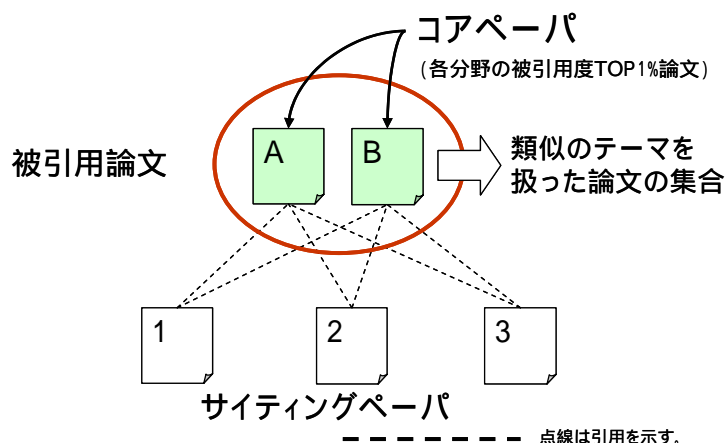 コアペーパ
(各分野の被引用度TOP1%論文)
被引用論文
A
B
類似のテーマを
扱った論文の集合
1
2
3
サイティングペーパ
点線は引用を示す。